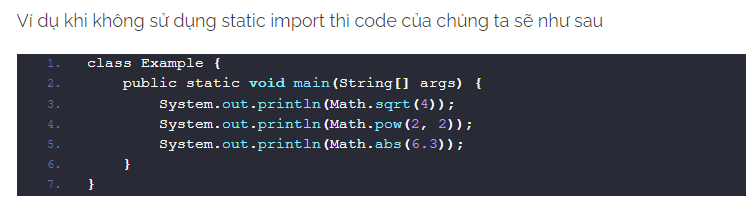 Ví dụ khi không sử dụng static import thì code của chúng ta sẽ như sau
1. class Example {
2.     public static void main(String[] args) {
3.         System.out.println(Math.sqrt(4));
4.         System.out.println(Math.pow(2, 2));
5.         System.out.println(Math.abs(6.3));
6.     }
7. }